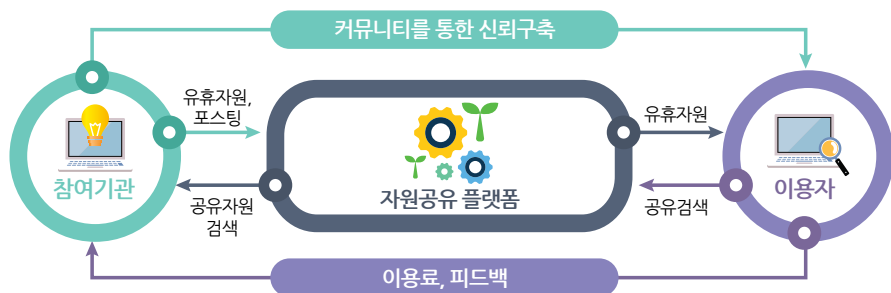 커뮤니티를 통한 신뢰구축
유휴자원,
포스팅
유휴자원
참여기관
자원공유 플랫폼
이용자
공유자원
검색
공유검색
이용료, 피드백